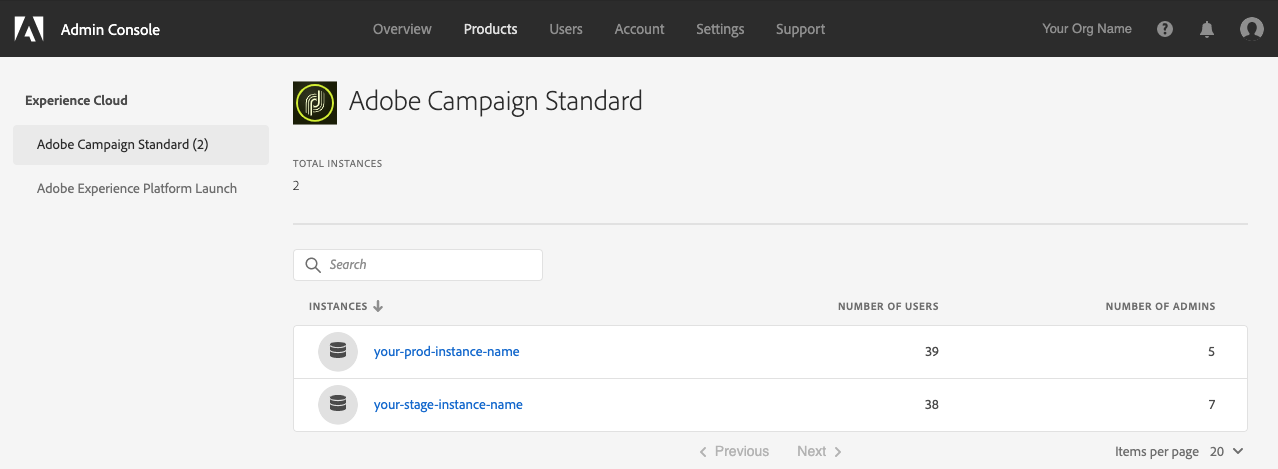 Admin Console Overview Products Users Account Settings Support Your Org Name
Experience Cloud
Adobe Campaign Standard (2)
Adobe Experience Platform Launch
Adobe Campaign Standard
TOTAL INSTANCES
2
Search
INSTANCES NUMBER OF USERS NUMBER OF ADMINS
your-prod-instance-name 39 5
your-stage-instance-name 38 7
Previous Next Items per page 20